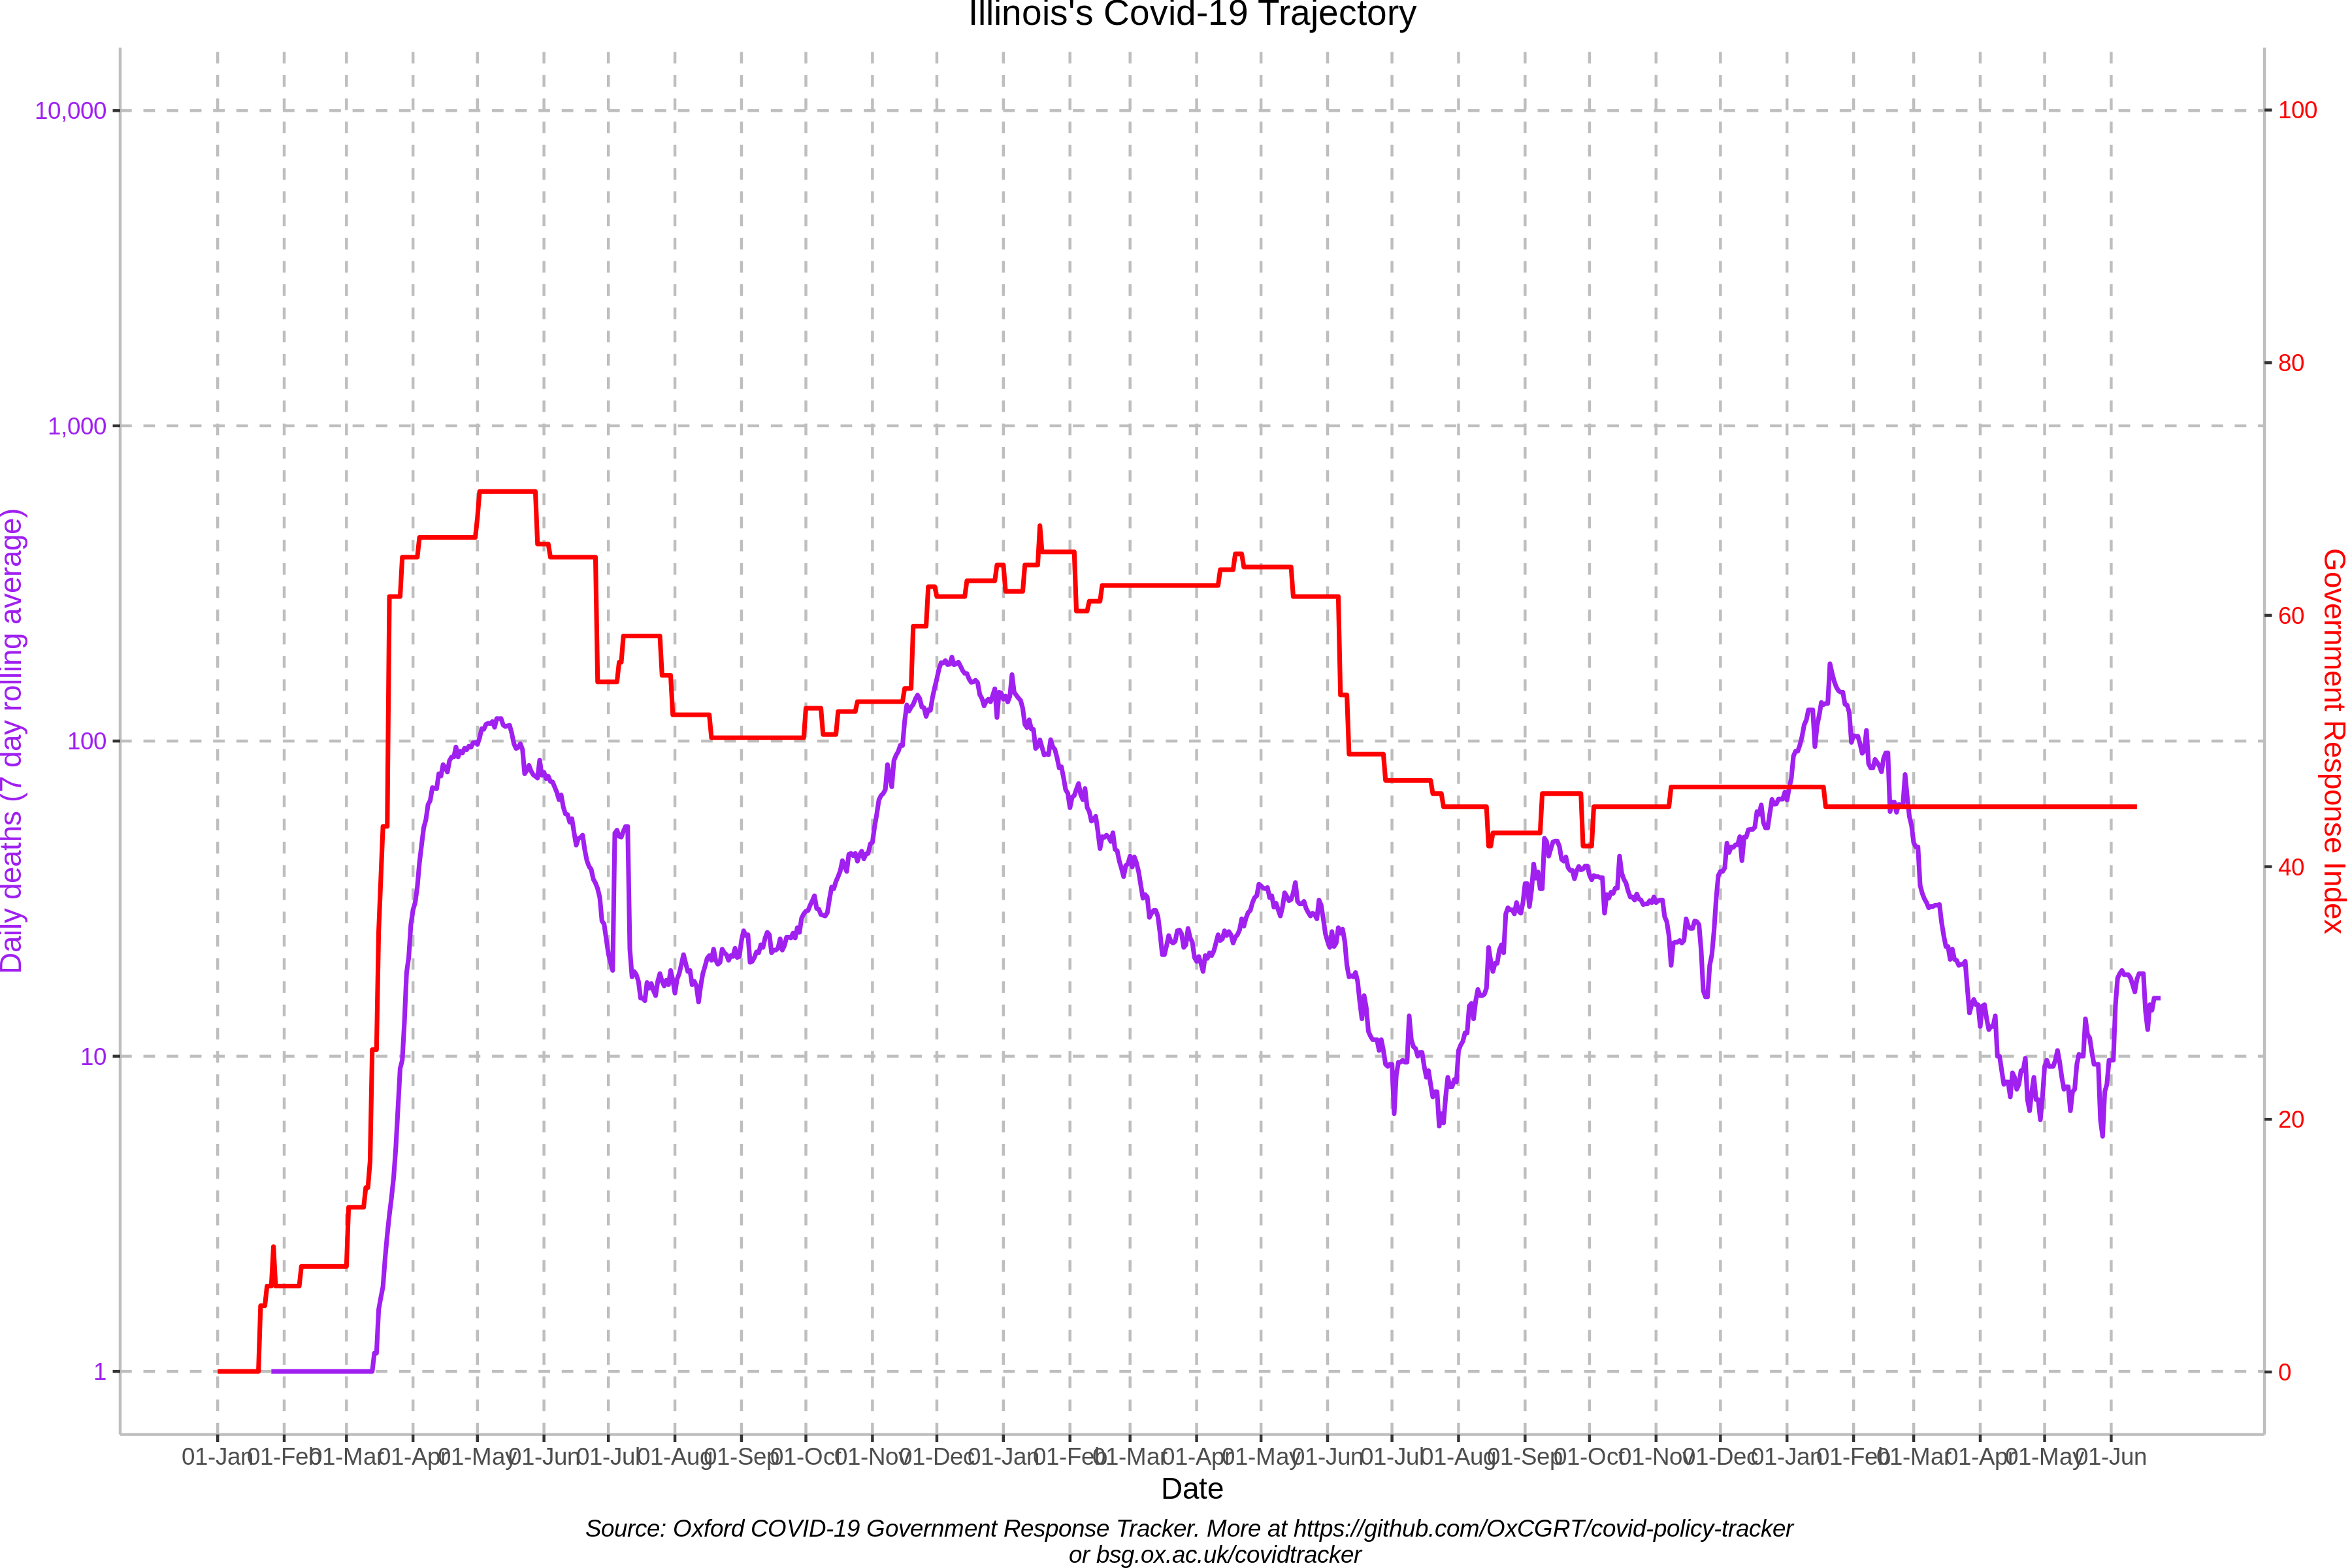 Illinois's Covid-19 Trajectory
Daily deaths (7 day rolling average)
10,000
1,000
100
10
1
100
80
60
40
20
0
Government Response Index
01-Jan 01-Feb 01-Mar 01-Apr 01-May 01-Jun 01-Jul 01-Aug 01-Sep 01-Oct 01-Nov 01-Dec 01-Jan 01-Feb 01-Mar 01-Apr 01-May 01-Jun 01-Jul 01-Aug 01-Sep 01-Oct 01-Nov 01-Dec 01-Jan 01-Feb 01-Mar 01-Apr 01-May 01-Jun
Date
Source: Oxford COVID-19 Government Response Tracker. More at https://github.com/OxCGRT/covid-policy-tracker
or bsg.ox.ac.uk/covidtracker